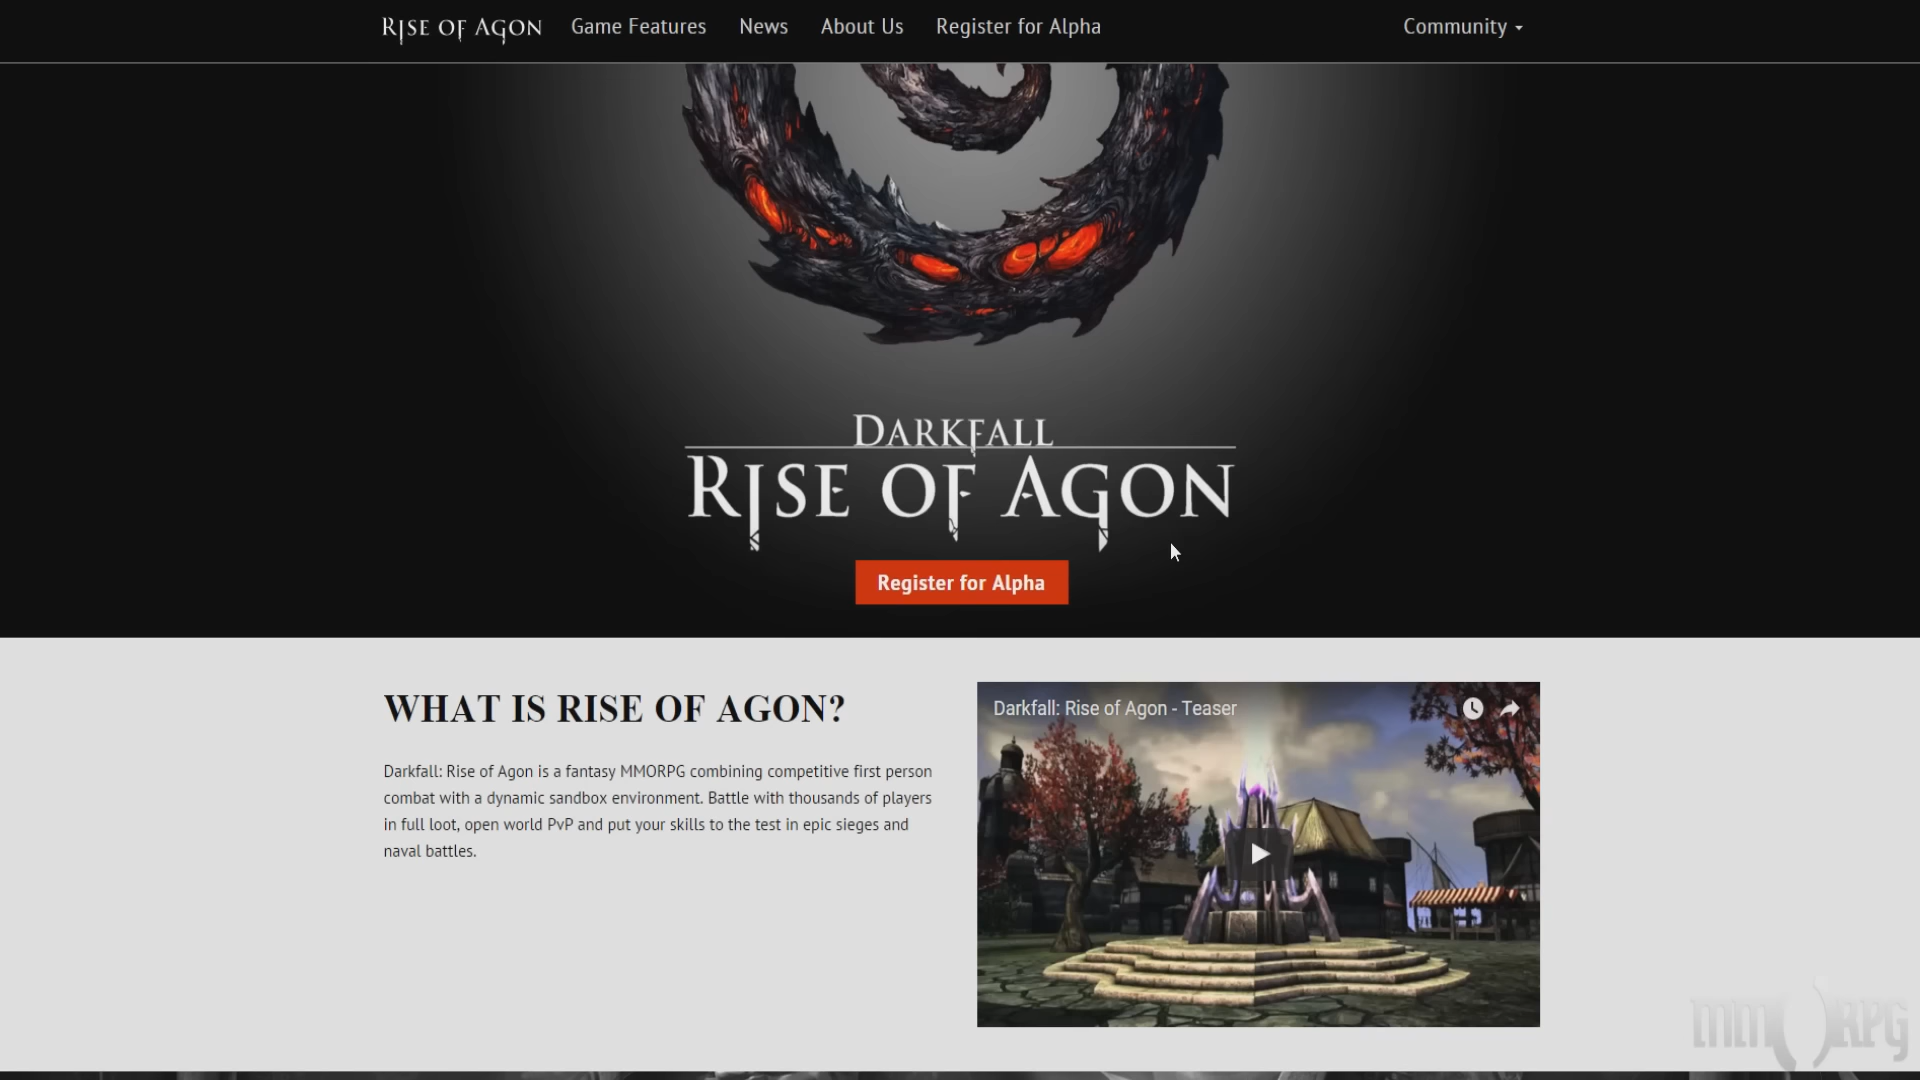 Rise of Agon
Game Features
News
About Us
Register for Alpha
Community
Darkfall
Rise of Agon
Register for Alpha
WHAT IS RISE OF AGON?
Darkfall: Rise of Agon is a fantasy MMORPG combining competitive first person
combat with a dynamic sandbox environment. Battle with thousands of players
in full loot, open world PvP and put your skills to the test in epic sieges and
naval battles.
Darkfall: Rise of Agon - Teaser
mmORPG